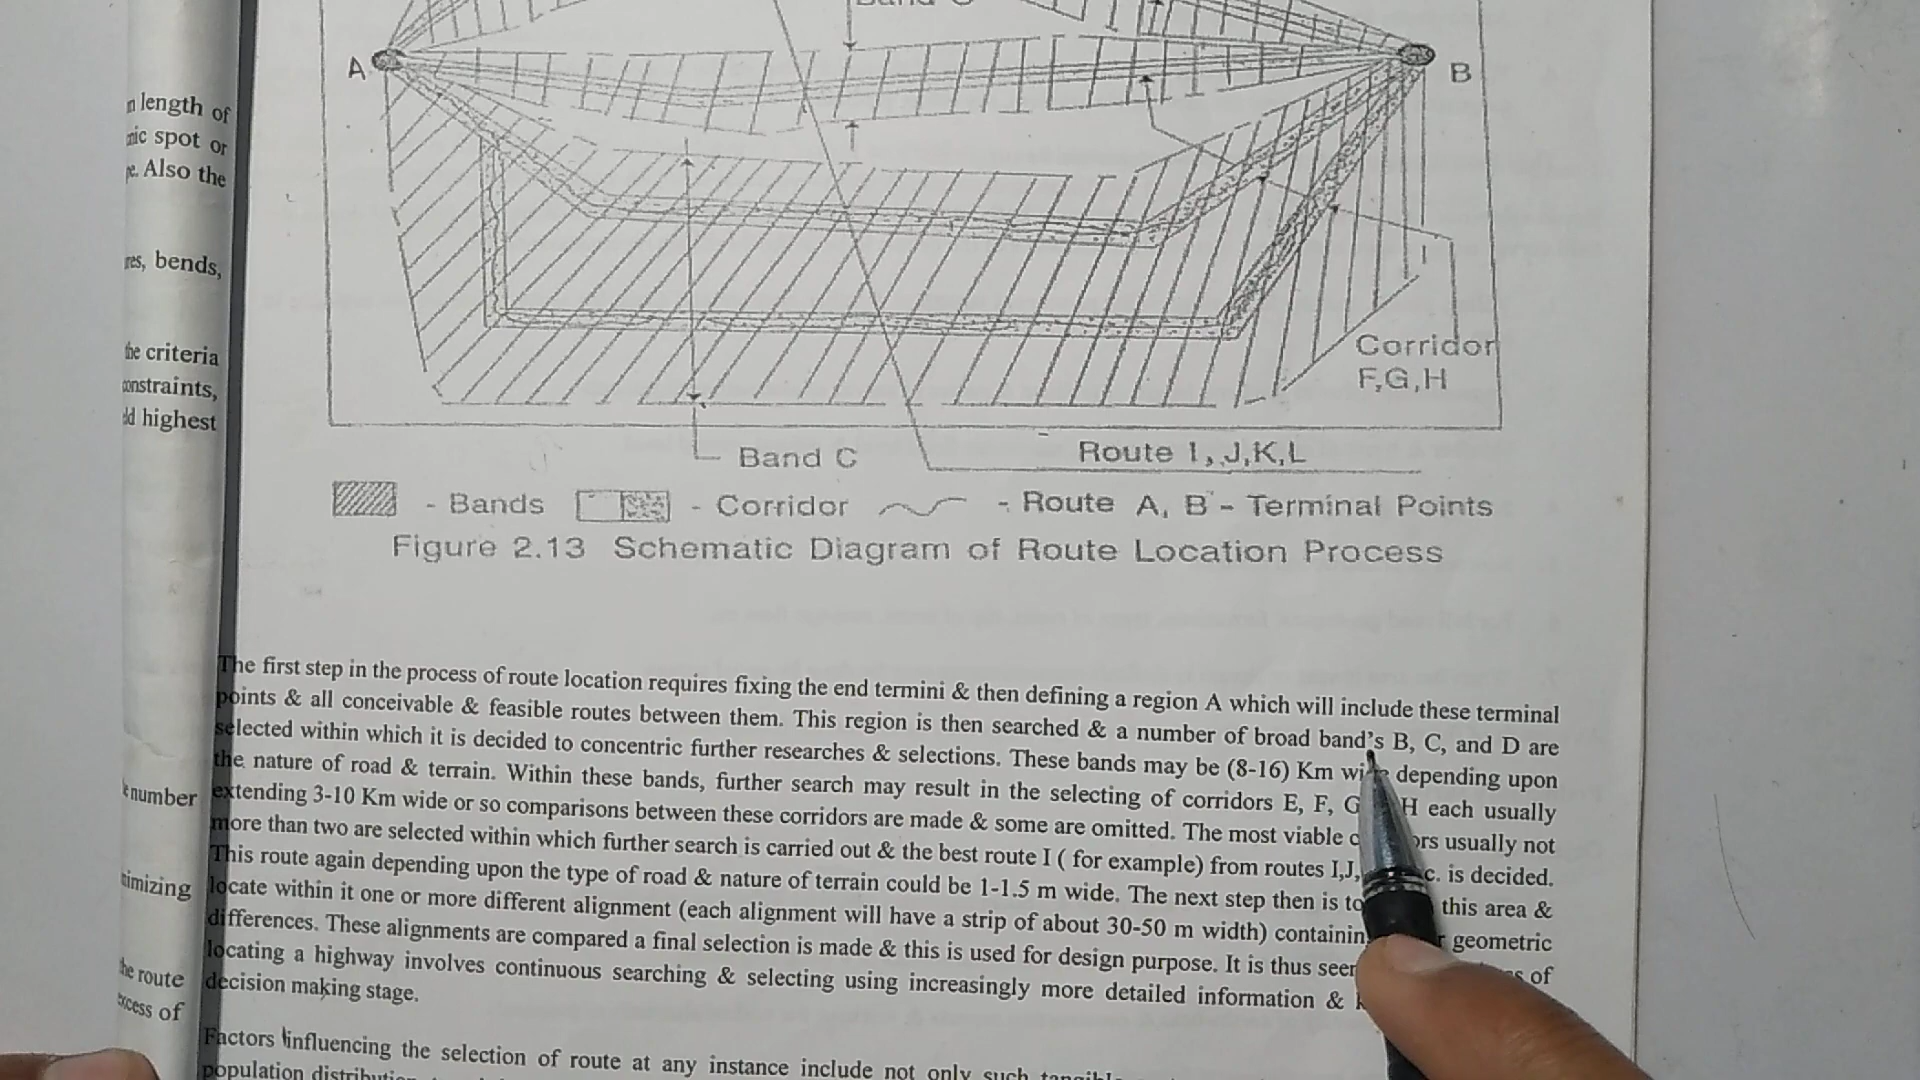 A
B
n length of
nic spot or
pe. Also the
res, bends,
the criteria
constraints,
ld highest
Corridor
F,G,H
Band C
Route 1, J,K,L
- Bands - Corridor - Route A, B - Terminal Points
Figure 2.13 Schematic Diagram of Route Location Process
The first step in the process of route location requires fixing the end termini & then defining a region A which will include these terminal
points & all conceivable & feasible routes between them. This region is then searched & a number of broad band's B, C, and D are
selected within which it is decided to concentric further researches & selections. These bands may be (8-16) Km depending upon
the nature of road & terrain. Within these bands, further search may result in the selecting of corridors E, F, G H each usually
extending 3-10 Km wide or so comparisons between these corridors are made & some are omitted. The most viable usually not
more than two are selected within which further search is carried out & the best route I ( for example) from routes I,J, is decided.
This route again depending upon the type of road & nature of terrain could be 1-1.5 m wide. The next step then is to this area &
locate within it one or more different alignment (each alignment will have a strip of about 30-50 m width) geometric
differences. These alignments are compared a final selection is made & this is used for design purpose. It is thus of
locating a highway involves continuous searching & selecting using increasingly more detailed information &
decision making stage.
number
nimizing
the route
excess of
Factors influencing the selection of route at any instance include not only such
population